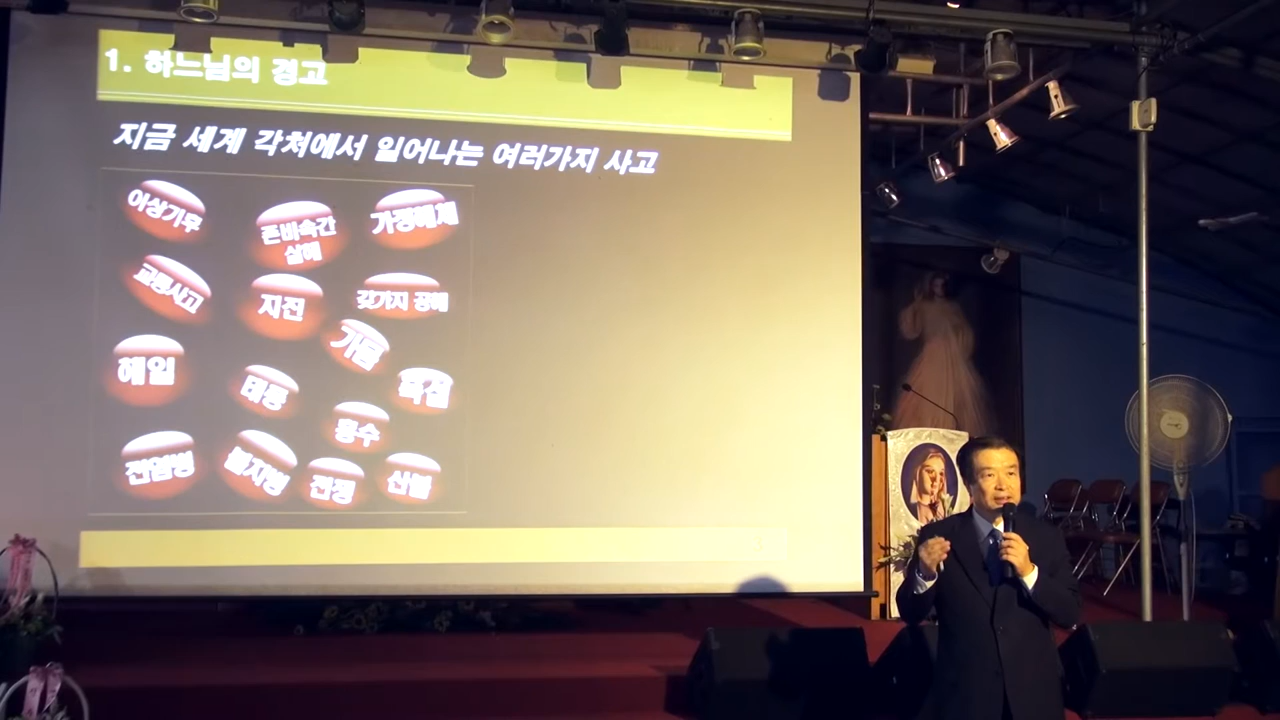 1. 하느님의 경고
지금 세계 각처에서 일어나는 여러가지 사고
이상기후
존비속간
살해
가정해체
교통사고
지진
갖가지 공해
기금
해일
태풍
폭설
홍수
전염병
불치병
전쟁
산불